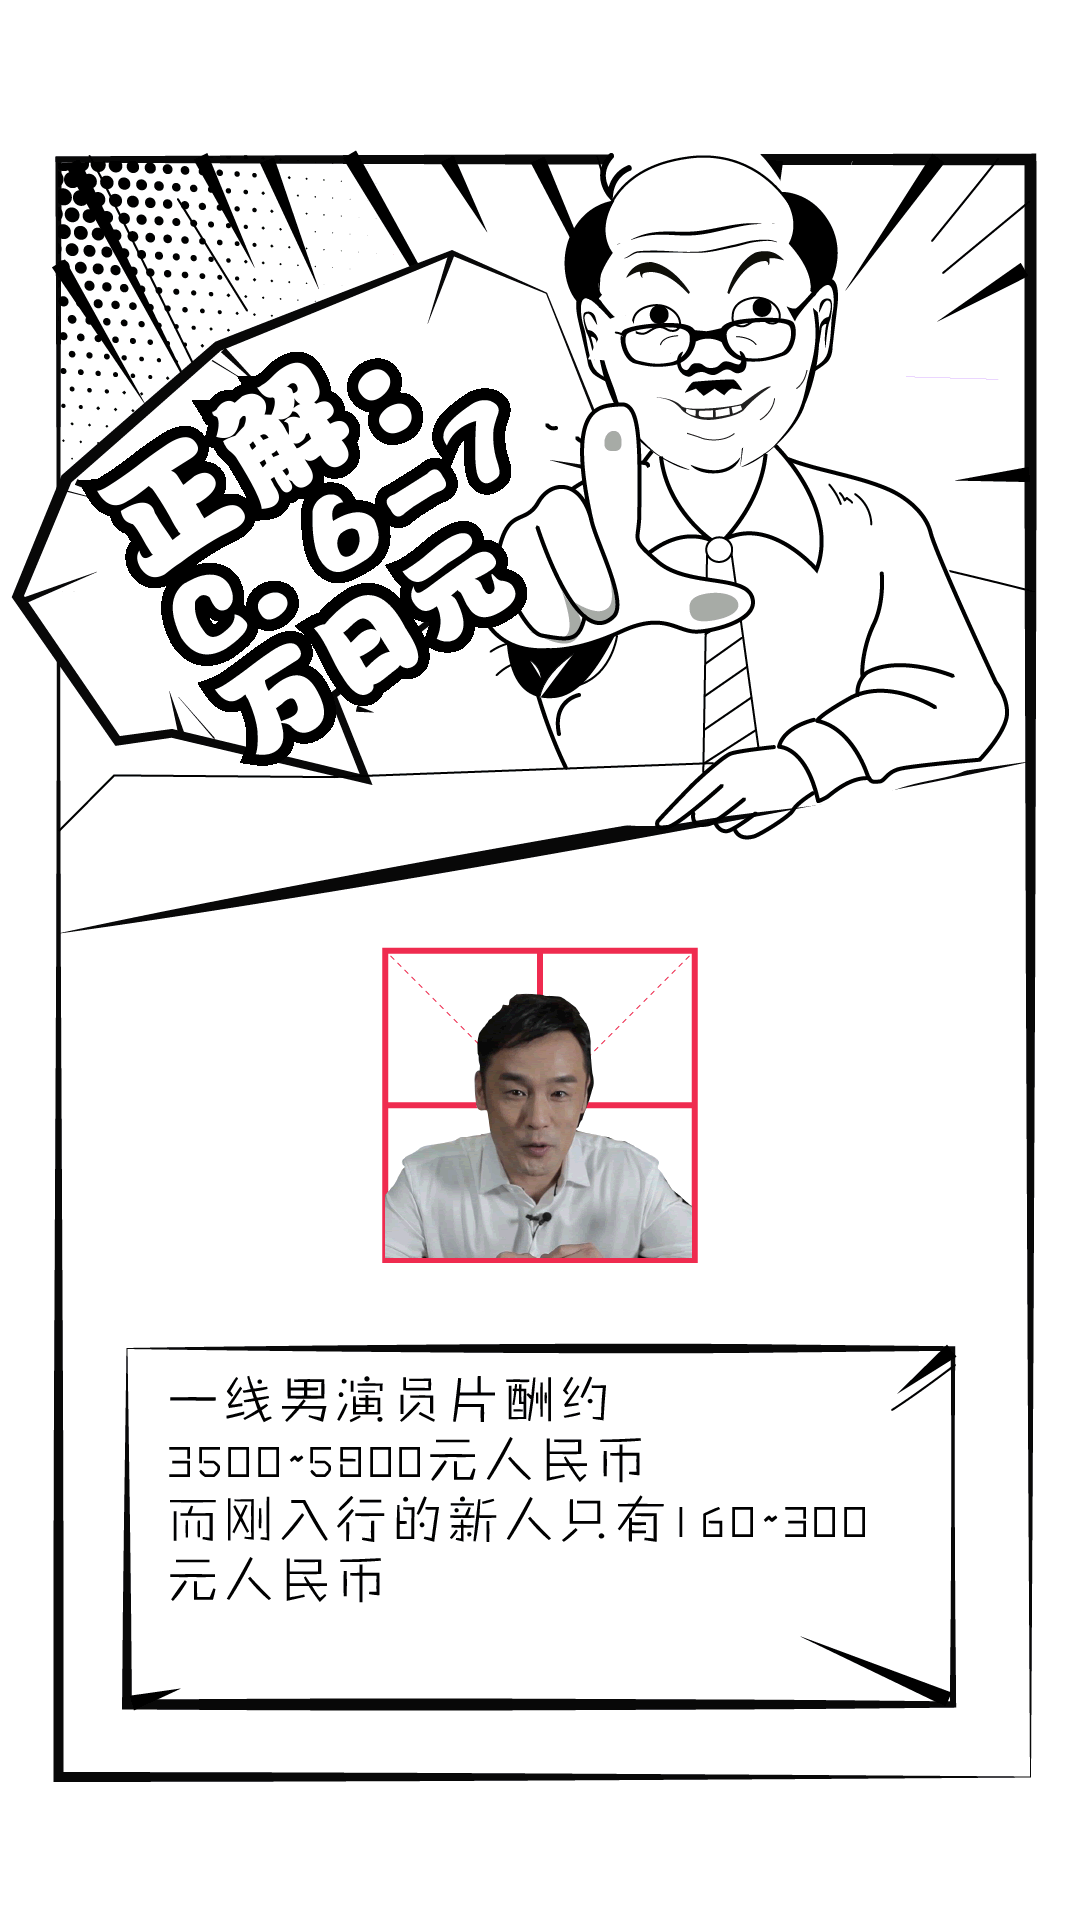 正解：
C. 6-7
万日元
一线男演员片酬约
3500~5900元人民币
而刚入行的新人只有160~300
元人民币